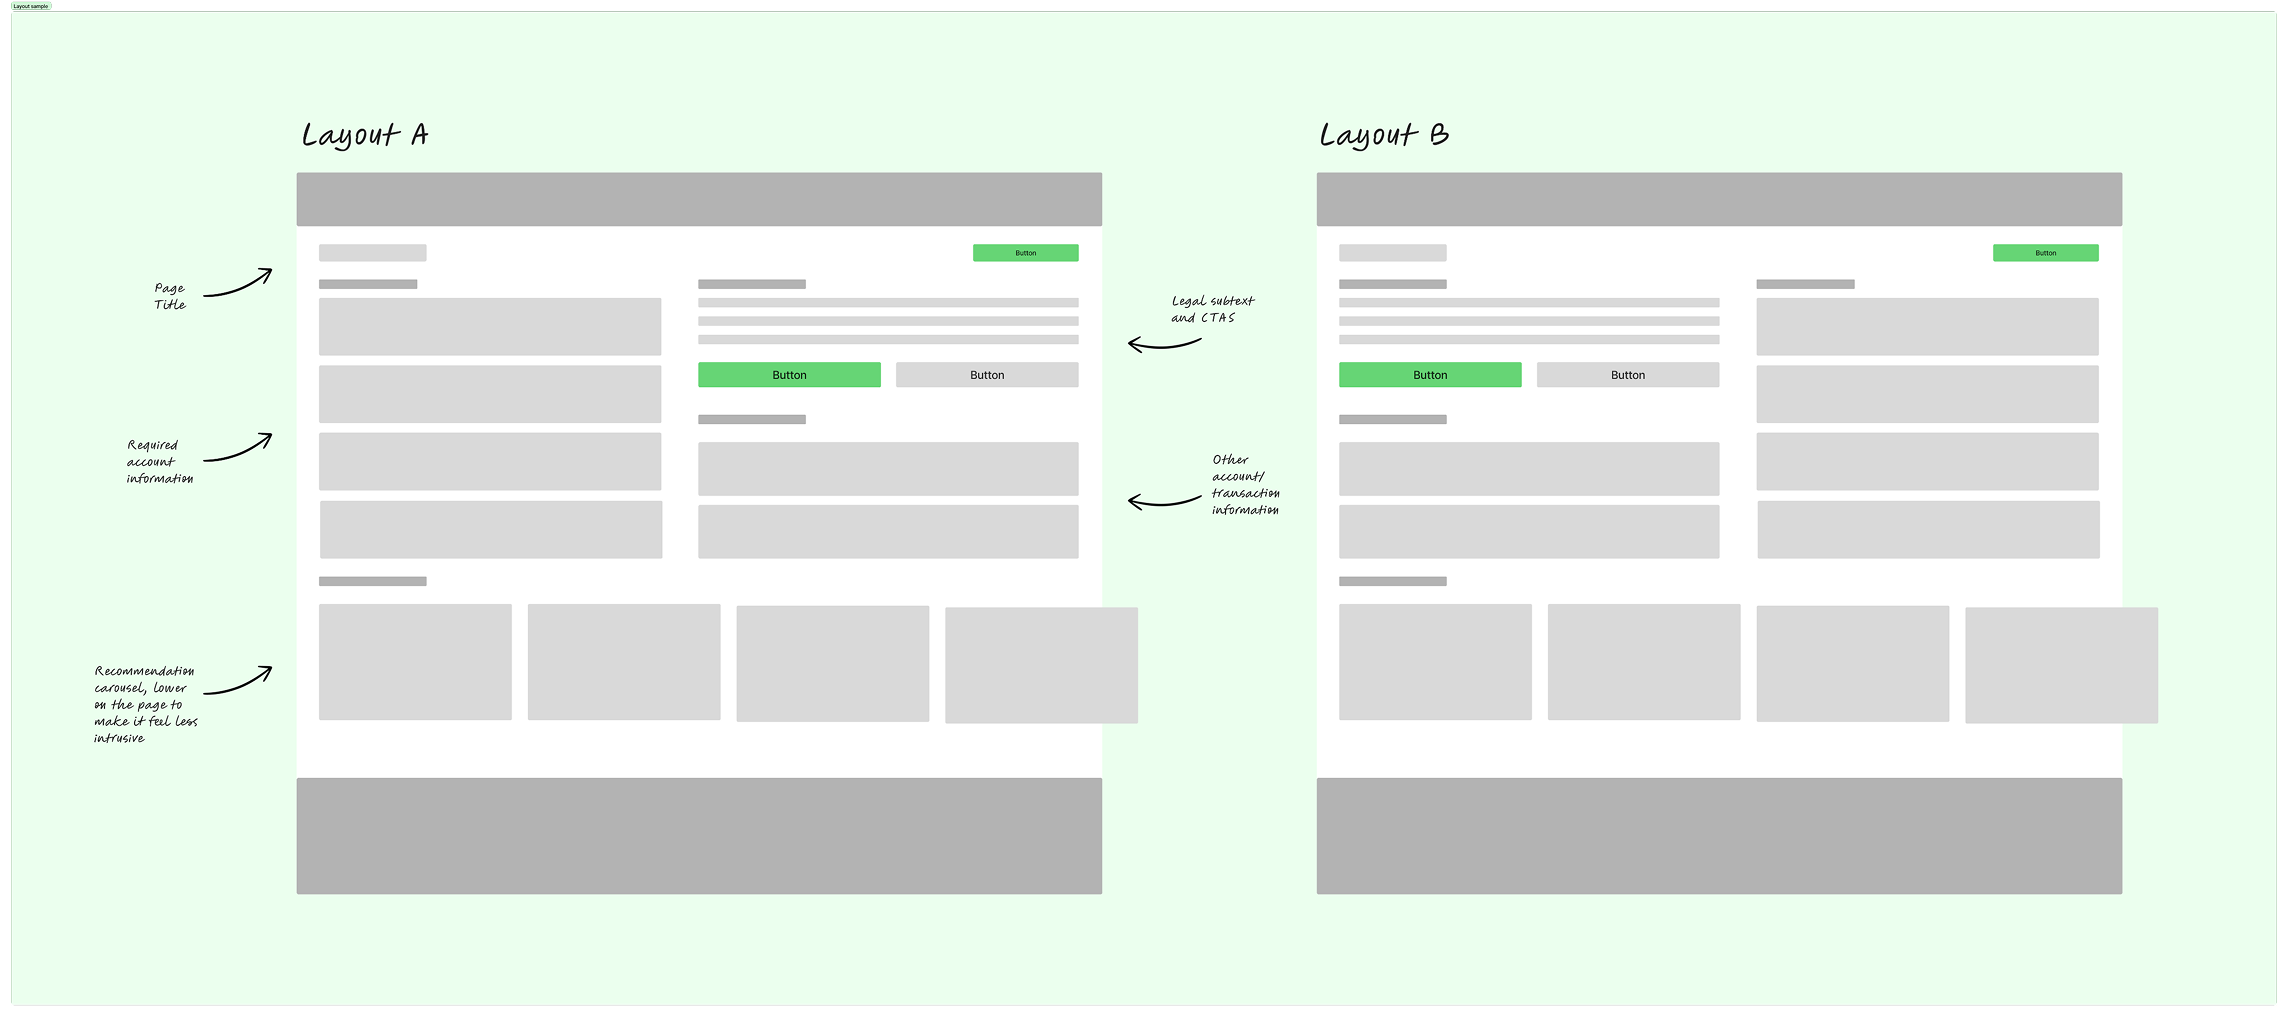 Layout sample
Layout A
Layout B
Button
Button
Page
Title
Legal subtext
and CTAS
Button
Button
Button
Button
Required
account
information
Other
account/
transaction
information
Recommendation
carousel, lower
on the page to
make it feel less
intrusive